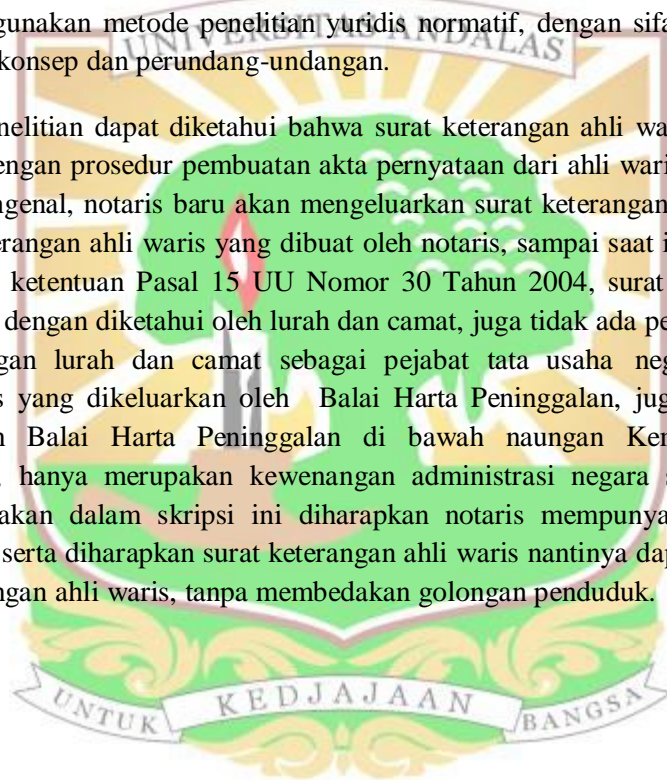 gunakan metode penelitian yuridis normatif, dengan sifa
UNIVERSITAS ANDALAS
konsep dan perundang-undangan.
nelitian dapat diketahui bahwa surat keterangan ahli wa
engan prosedur pembuatan akta pernyataan dari ahli wari
ngenal, notaris baru akan mengeluarkan surat keterangan
erangan ahli waris yang dibuat oleh notaris, sampai saat i
ketentuan Pasal 15 UU Nomor 30 Tahun 2004, surat
dengan diketahui oleh lurah dan camat, juga tidak ada pe
gan lurah dan camat sebagai pejabat tata usaha neg
s yang dikeluarkan oleh Balai Harta Peninggalan, jug
n Balai Harta Peninggalan di bawah naungan Ker
, hanya merupakan kewenangan administrasi negara s
akan dalam skripsi ini diharapkan notaris mempunya
serta diharapkan surat keterangan ahli waris nantinya dap
ngan ahli waris, tanpa membedakan golongan penduduk.
UNTUK KEDJAJAAN BANGSA